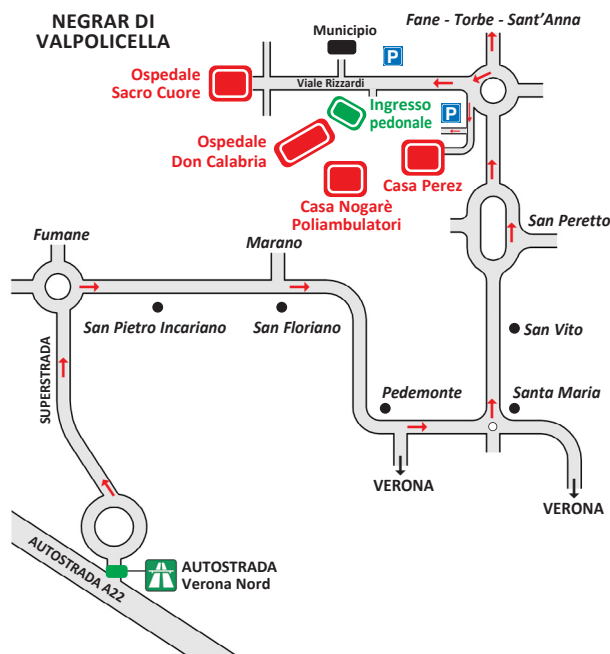 NEGRAR DI
VALPOLICELLA
Municipio
Fane - Torbe - Sant'Anna
P
Ospedale
Sacro Cuore
Viale Rizzardi
Ingresso
pedonale
P
Ospedale
Don Calabria
Casa Perez
Casa Nogarè
Poliambulatori
San Peretto
Fumane
Marano
San Pietro Incariano
San Floriano
San Vito
SUPERSTRADA
Pedemonte
Santa Maria
VERONA
VERONA
AUTOSTRADA A22
AUTOSTRADA
Verona Nord